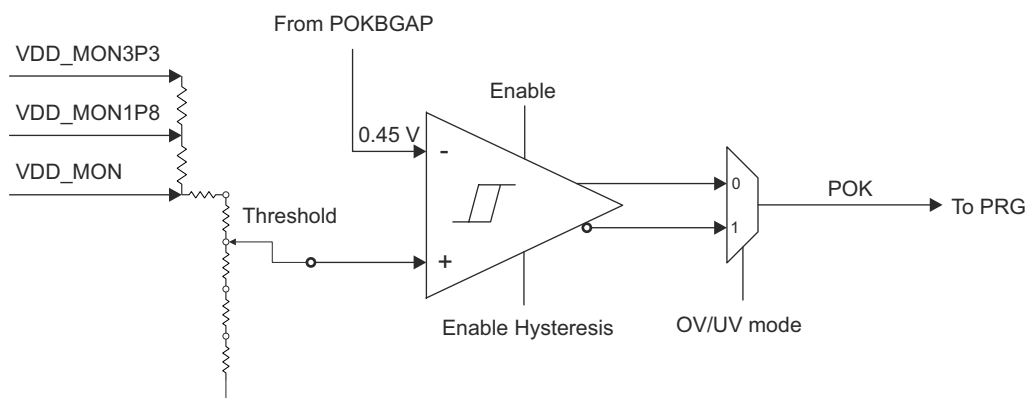 From POKBGAP
VDD_MON3P3
VDD_MON1P8
VDD_MON
Enable
0.45 V
-
+
Threshold
0
1
POK
To PRG
Enable Hysteresis
OV/UV mode